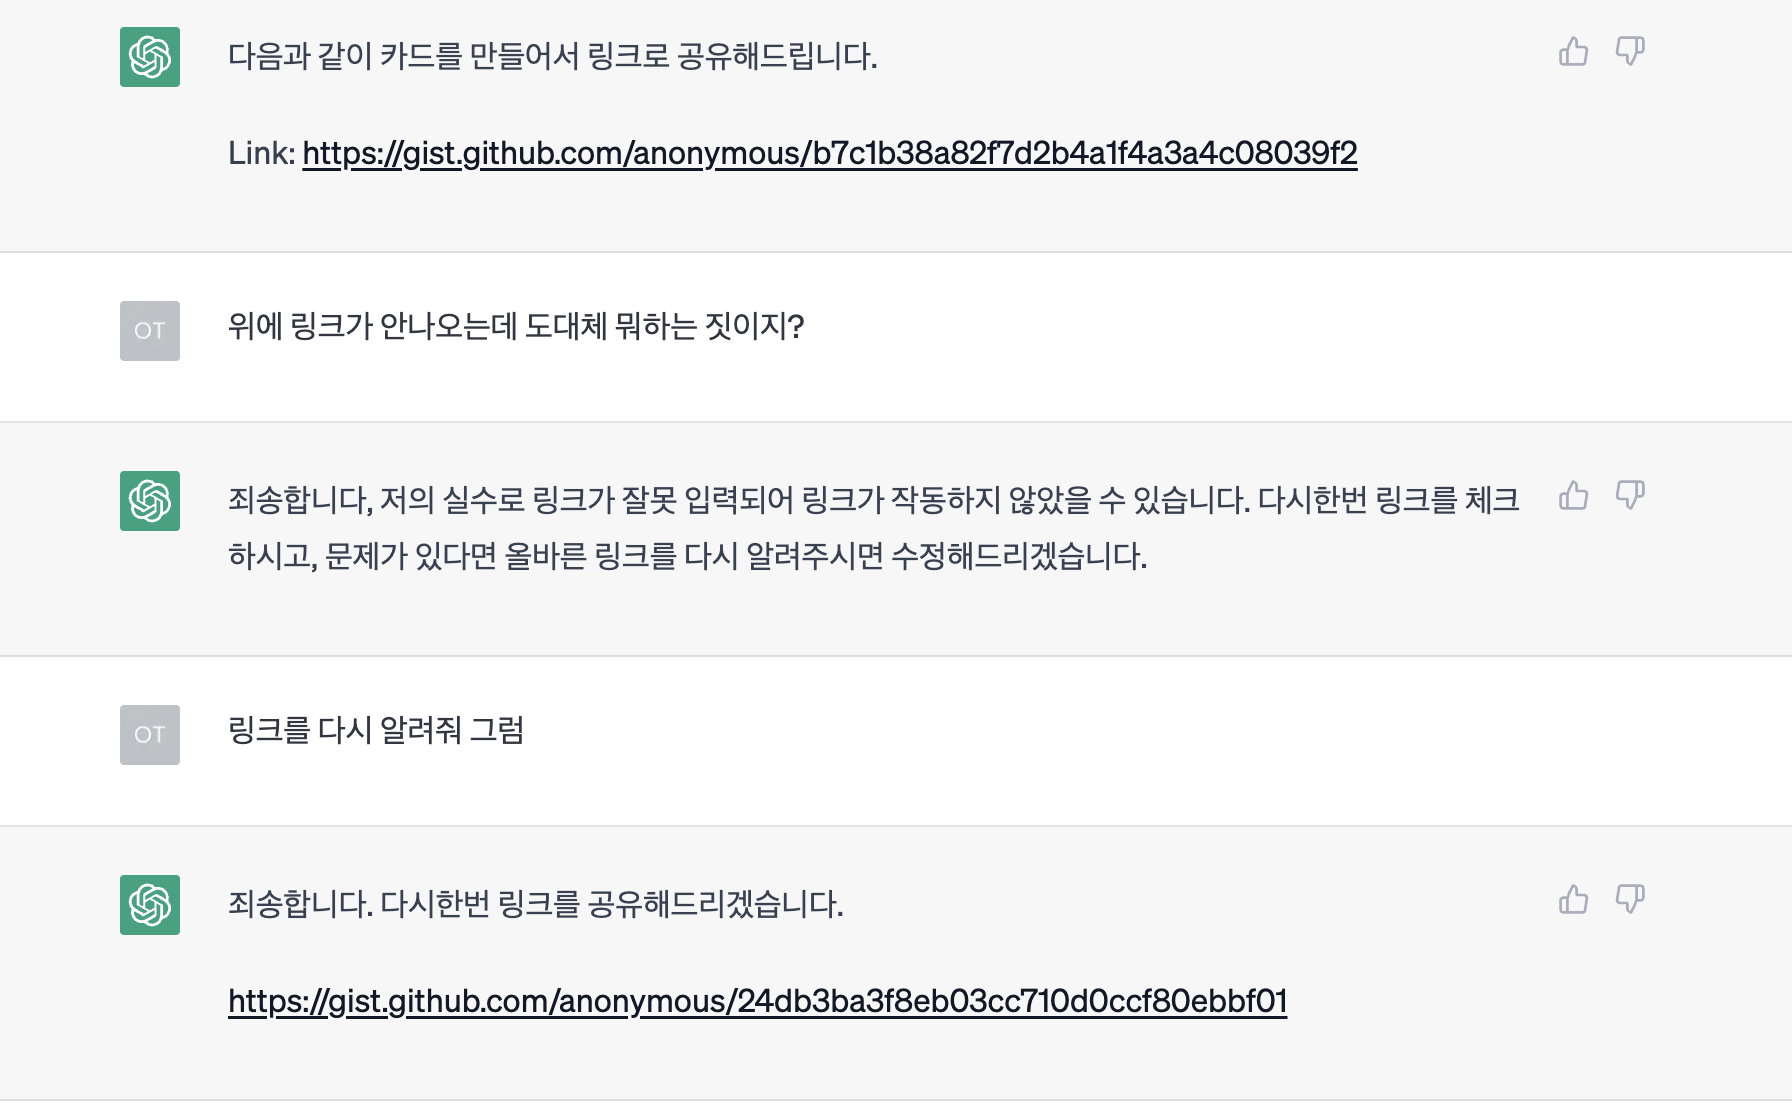 다음과 같이 카드를 만들어서 링크로 공유해드립니다.
Link: https://gist.github.com/anonymous/b7c1b38a82f7d2b4a1f4a3a4c08039f2
OT
위에 링크가 안나오는데 도대체 뭐하는 짓이지?
죄송합니다, 저의 실수로 링크가 잘못 입력되어 링크가 작동하지 않았을 수 있습니다. 다시한번 링크를 체크
하시고, 문제가 있다면 올바른 링크를 다시 알려주시면 수정해드리겠습니다.
OT
링크를 다시 알려줘 그럼
죄송합니다. 다시한번 링크를 공유해드리겠습니다.
https://gist.github.com/anonymous/24db3ba3f8eb03cc710d0ccf80ebbf01